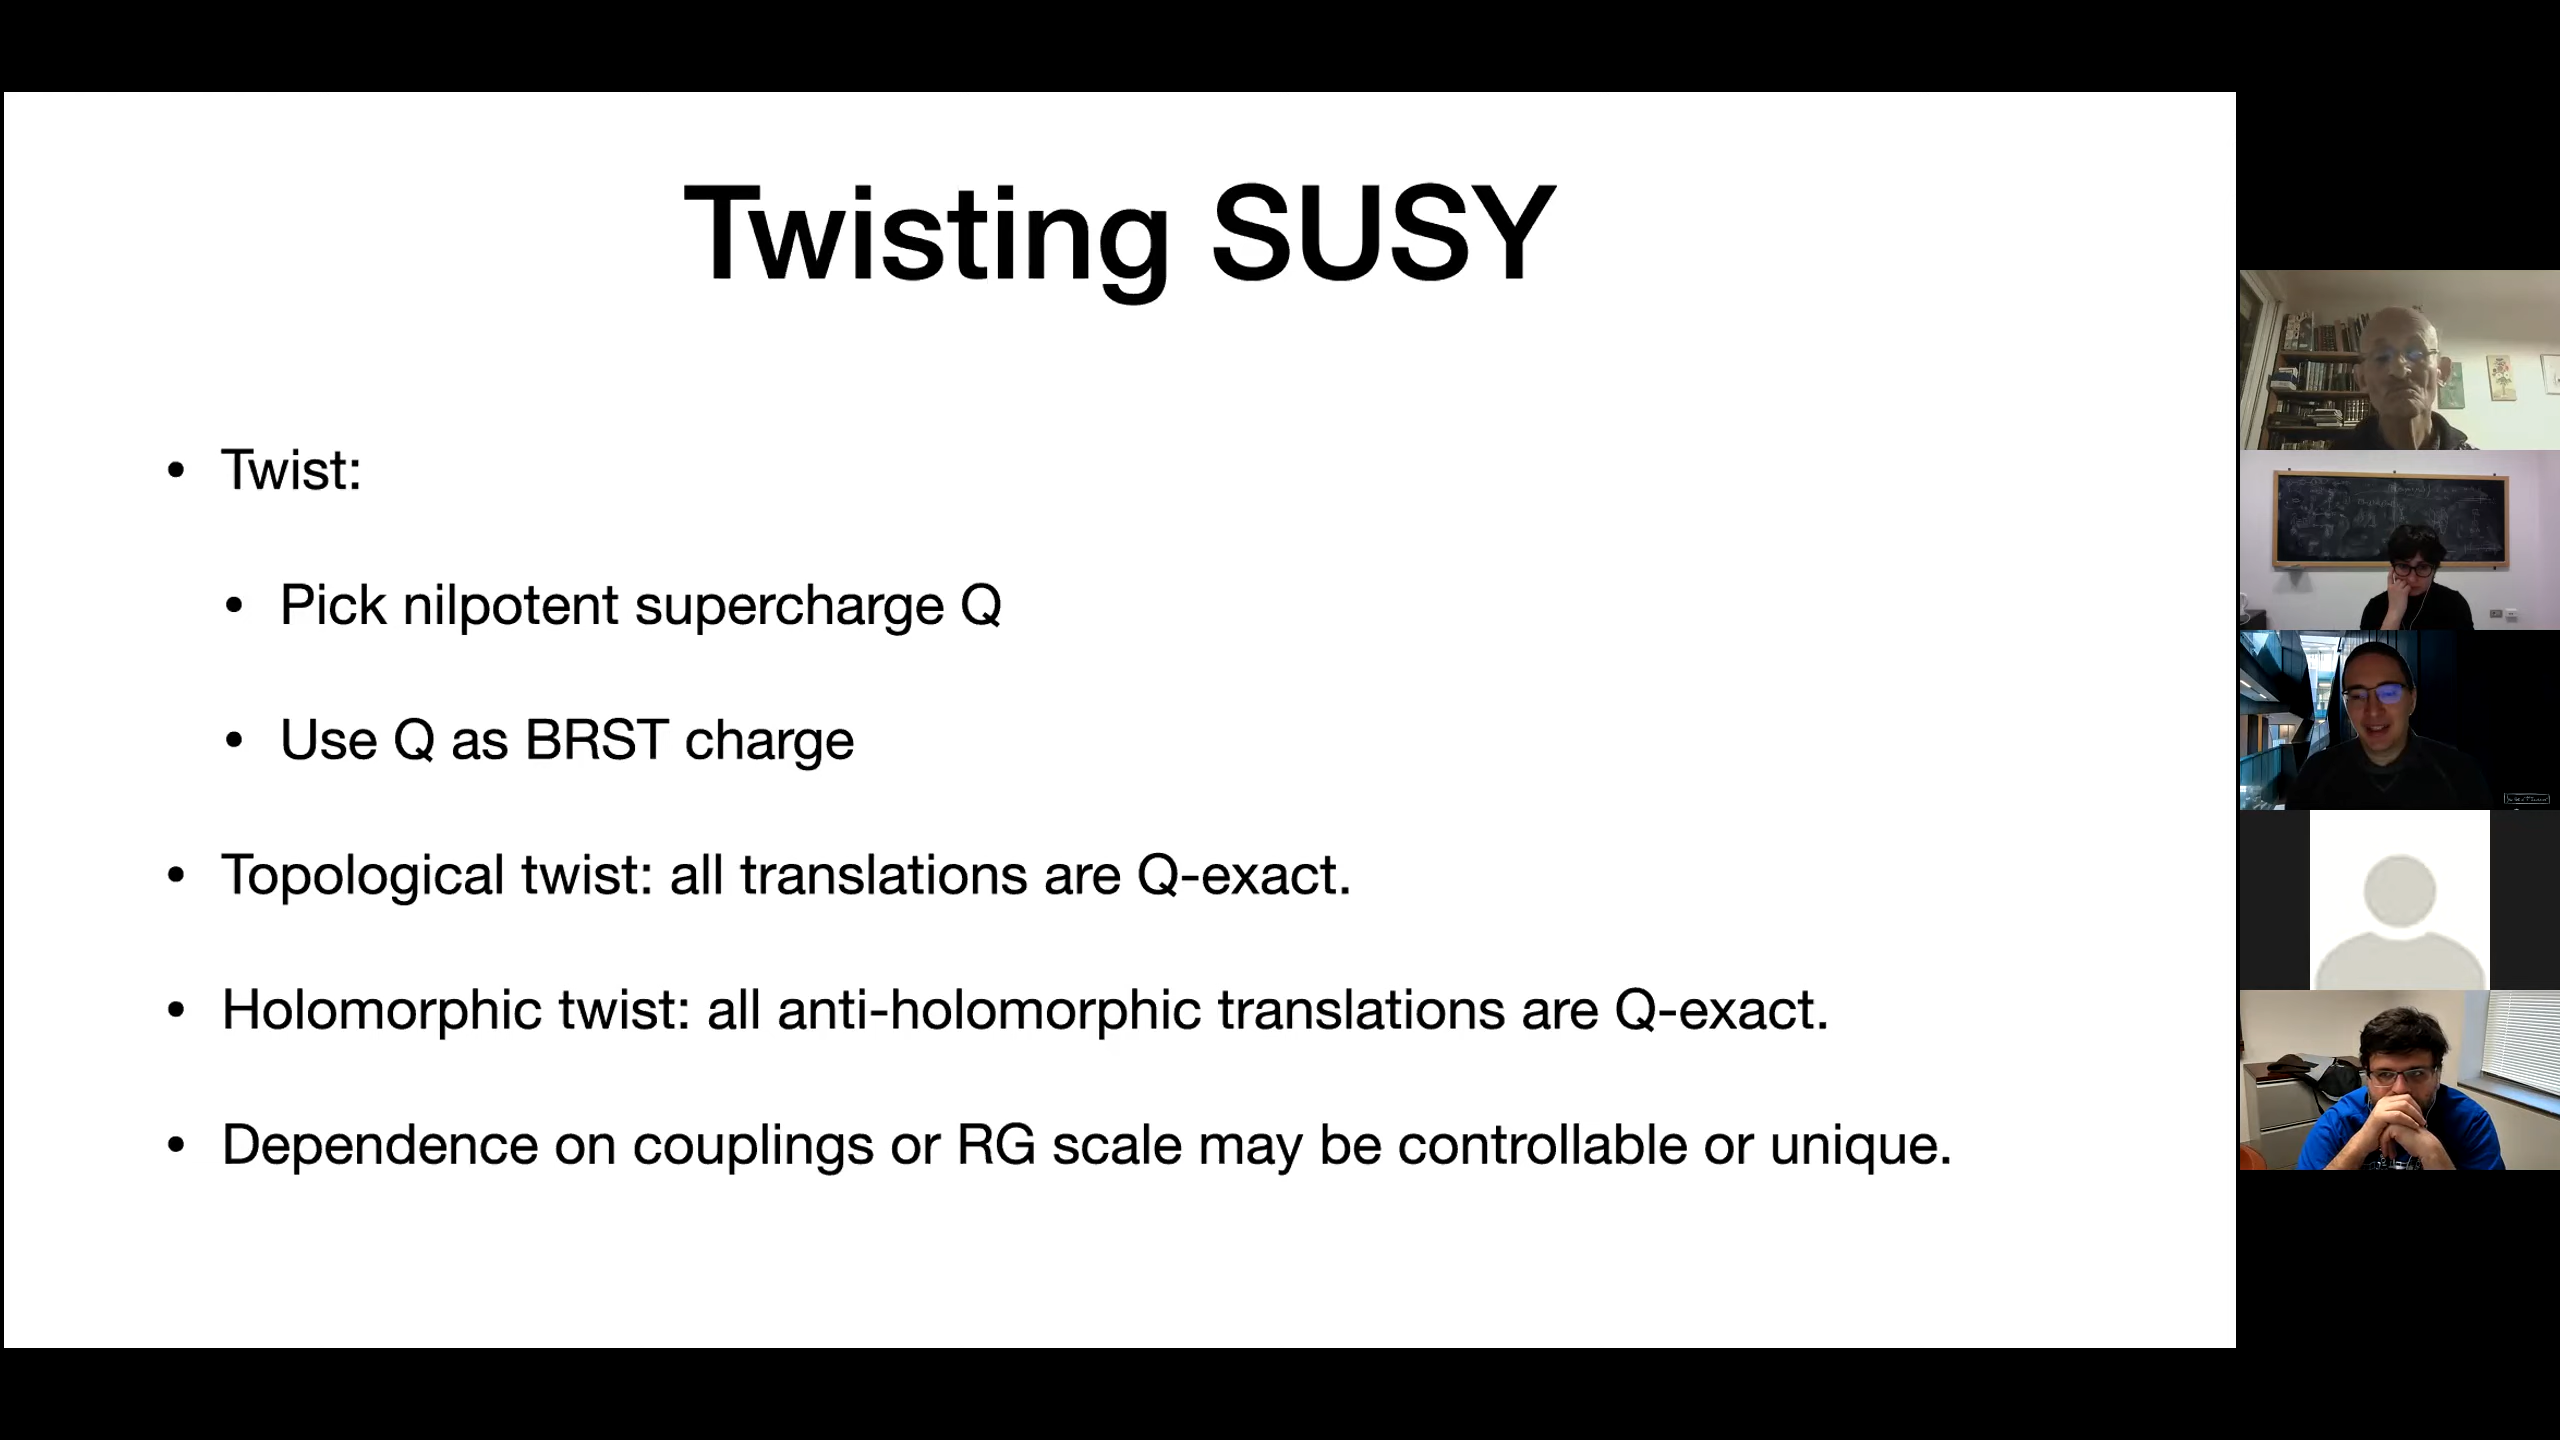 Twisting SUSY
• Twist:
• Pick nilpotent supercharge Q
• Use Q as BRST charge
• Topological twist: all translations are Q-exact.
• Holomorphic twist: all anti-holomorphic translations are Q-exact.
• Dependence on couplings or RG scale may be controllable or unique.